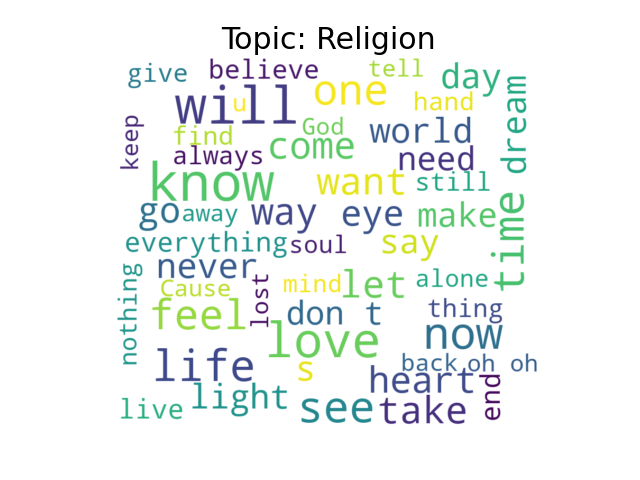 Topic: Religion
give believe tell day
will u one hand dream
keep find God world
always come need
know want still
go away way eye make time
everything soul say
never
nothing Cause lost mind let alone
feel don t thing
love now
life s back oh oh
heart
live light see take end